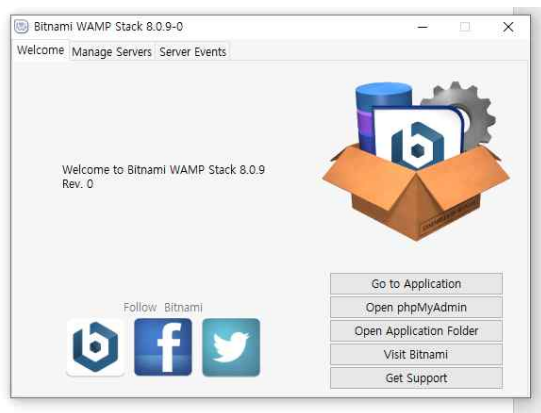 Bitnami WAMP Stack 8.0.9-0
Welcome Manage Servers Server Events
Welcome to Bitnami WAMP Stack 8.0.9
Rev. 0
Follow Bitnami
Go to Application
Open phpMyAdmin
Open Application Folder
Visit Bitnami
Get Support